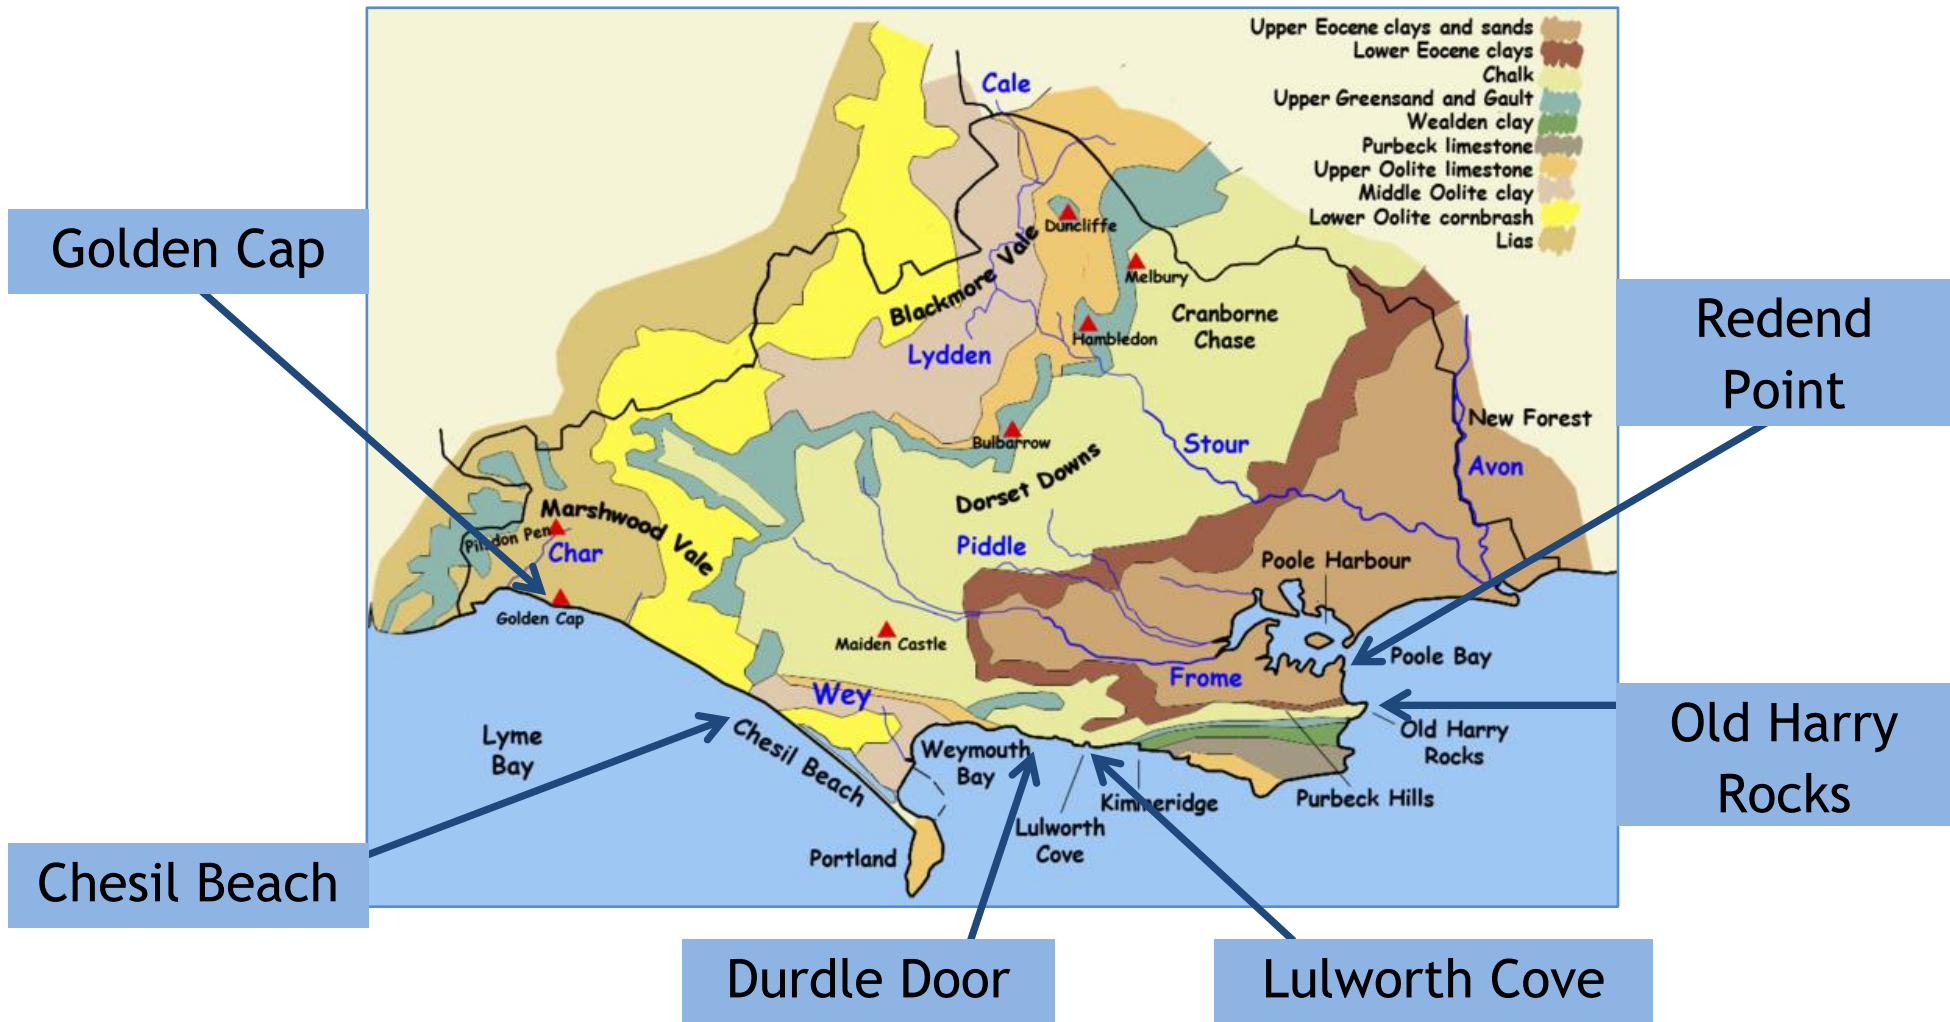 Upper Eocene clays and sands
Lower Eocene clays
Chalk
Upper Greensand and Gault
Wealden clay
Purbeck limestone
Upper Oolite limestone
Middle Oolite clay
Lower Oolite cornbrash
Lias
Cale
Golden Cap
Duncliffe
Blackmore Vale
Melbury
Cranborne
Chase
Hambledon
Lydden
Redend
Point
New Forest
Bulbarrow
Stour
Avon
Dorset Downs
Marshwood Vale
Pilsdon Pen
Char
Piddle
Poole Harbour
Golden Cap
Maiden Castle
Poole Bay
Frome
Wey
Old Harry
Rocks
Old Harry
Rocks
Lyme
Bay
Chesil Beach
Weymouth
Bay
Kimmeridge
Purbeck Hills
Lulworth
Cove
Portland
Chesil Beach
Durdle Door
Lulworth Cove